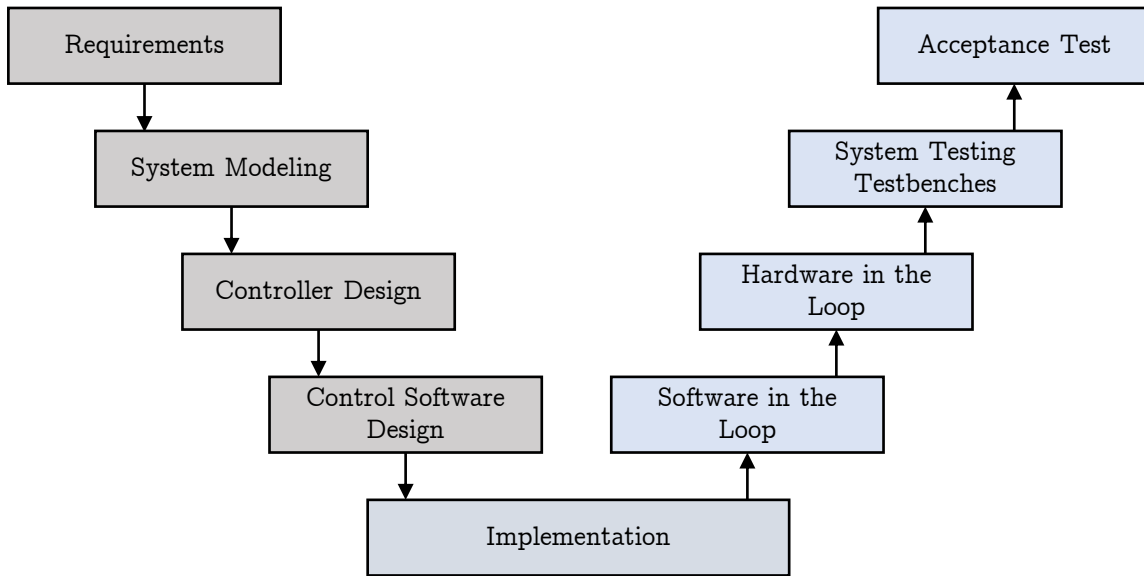 Requirements
Acceptance Test
System Modeling
System Testing
Testbenches
Controller Design
Hardware in the
Loop
Control Software
Design
Software in the
Loop
Implementation